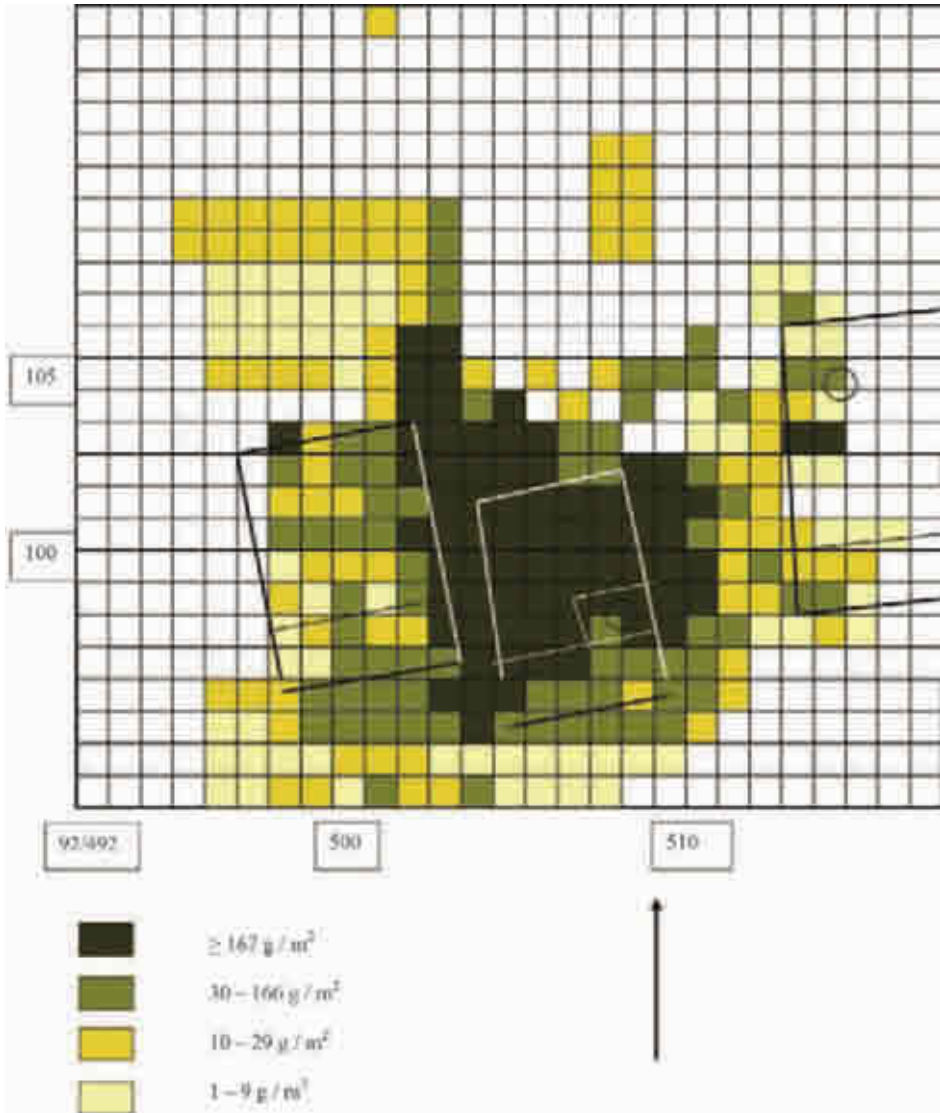 105
100
92/492
500
510
≥ 167 g / m²
30 – 166 g / m²
10 – 29 g / m²
1 – 9 g / m²